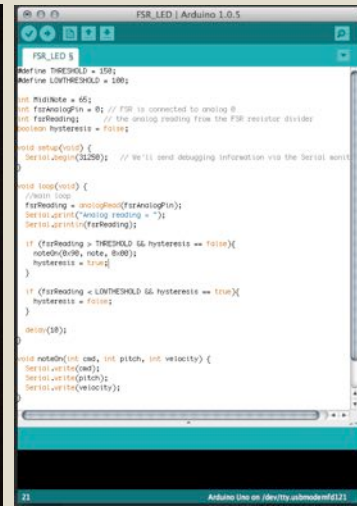 FSR_LED | Arduino 1.0.5
FSR_LED §
#define THRESHOLD = 150;
#define LOWTHRESHOLD = 100;
int MidiNote = 65;
int fsrAnalogPin = 0; // FSR is connected to analog 0
int fsrReading; // the analog reading from the FSR resistor divider
boolean hysteresis = false;
void setup(void) {
Serial.begin(31250); // We'll send debugging information via the Serial monit
}
void loop(void) {
//main loop
fsrReading = analogRead(fsrAnalogPin);
Serial.print("Analog reading = ");
Serial.println(fsrReading);
if (fsrReading > THRESHOLD && hysteresis == false){
noteOn(0x90, note, 0x00);
hysteresis = true;
}
if (fsrReading < LOWTHESHOLD && hysteresis == true){
hysteresis = false;
}
delay(10);
}
void noteOn(int cmd, int pitch, int velocity) {
Serial.write(cmd);
Serial.write(pitch);
Serial.write(velocity);
}
21
Arduino Uno on /dev/tty.usbmodemfd121